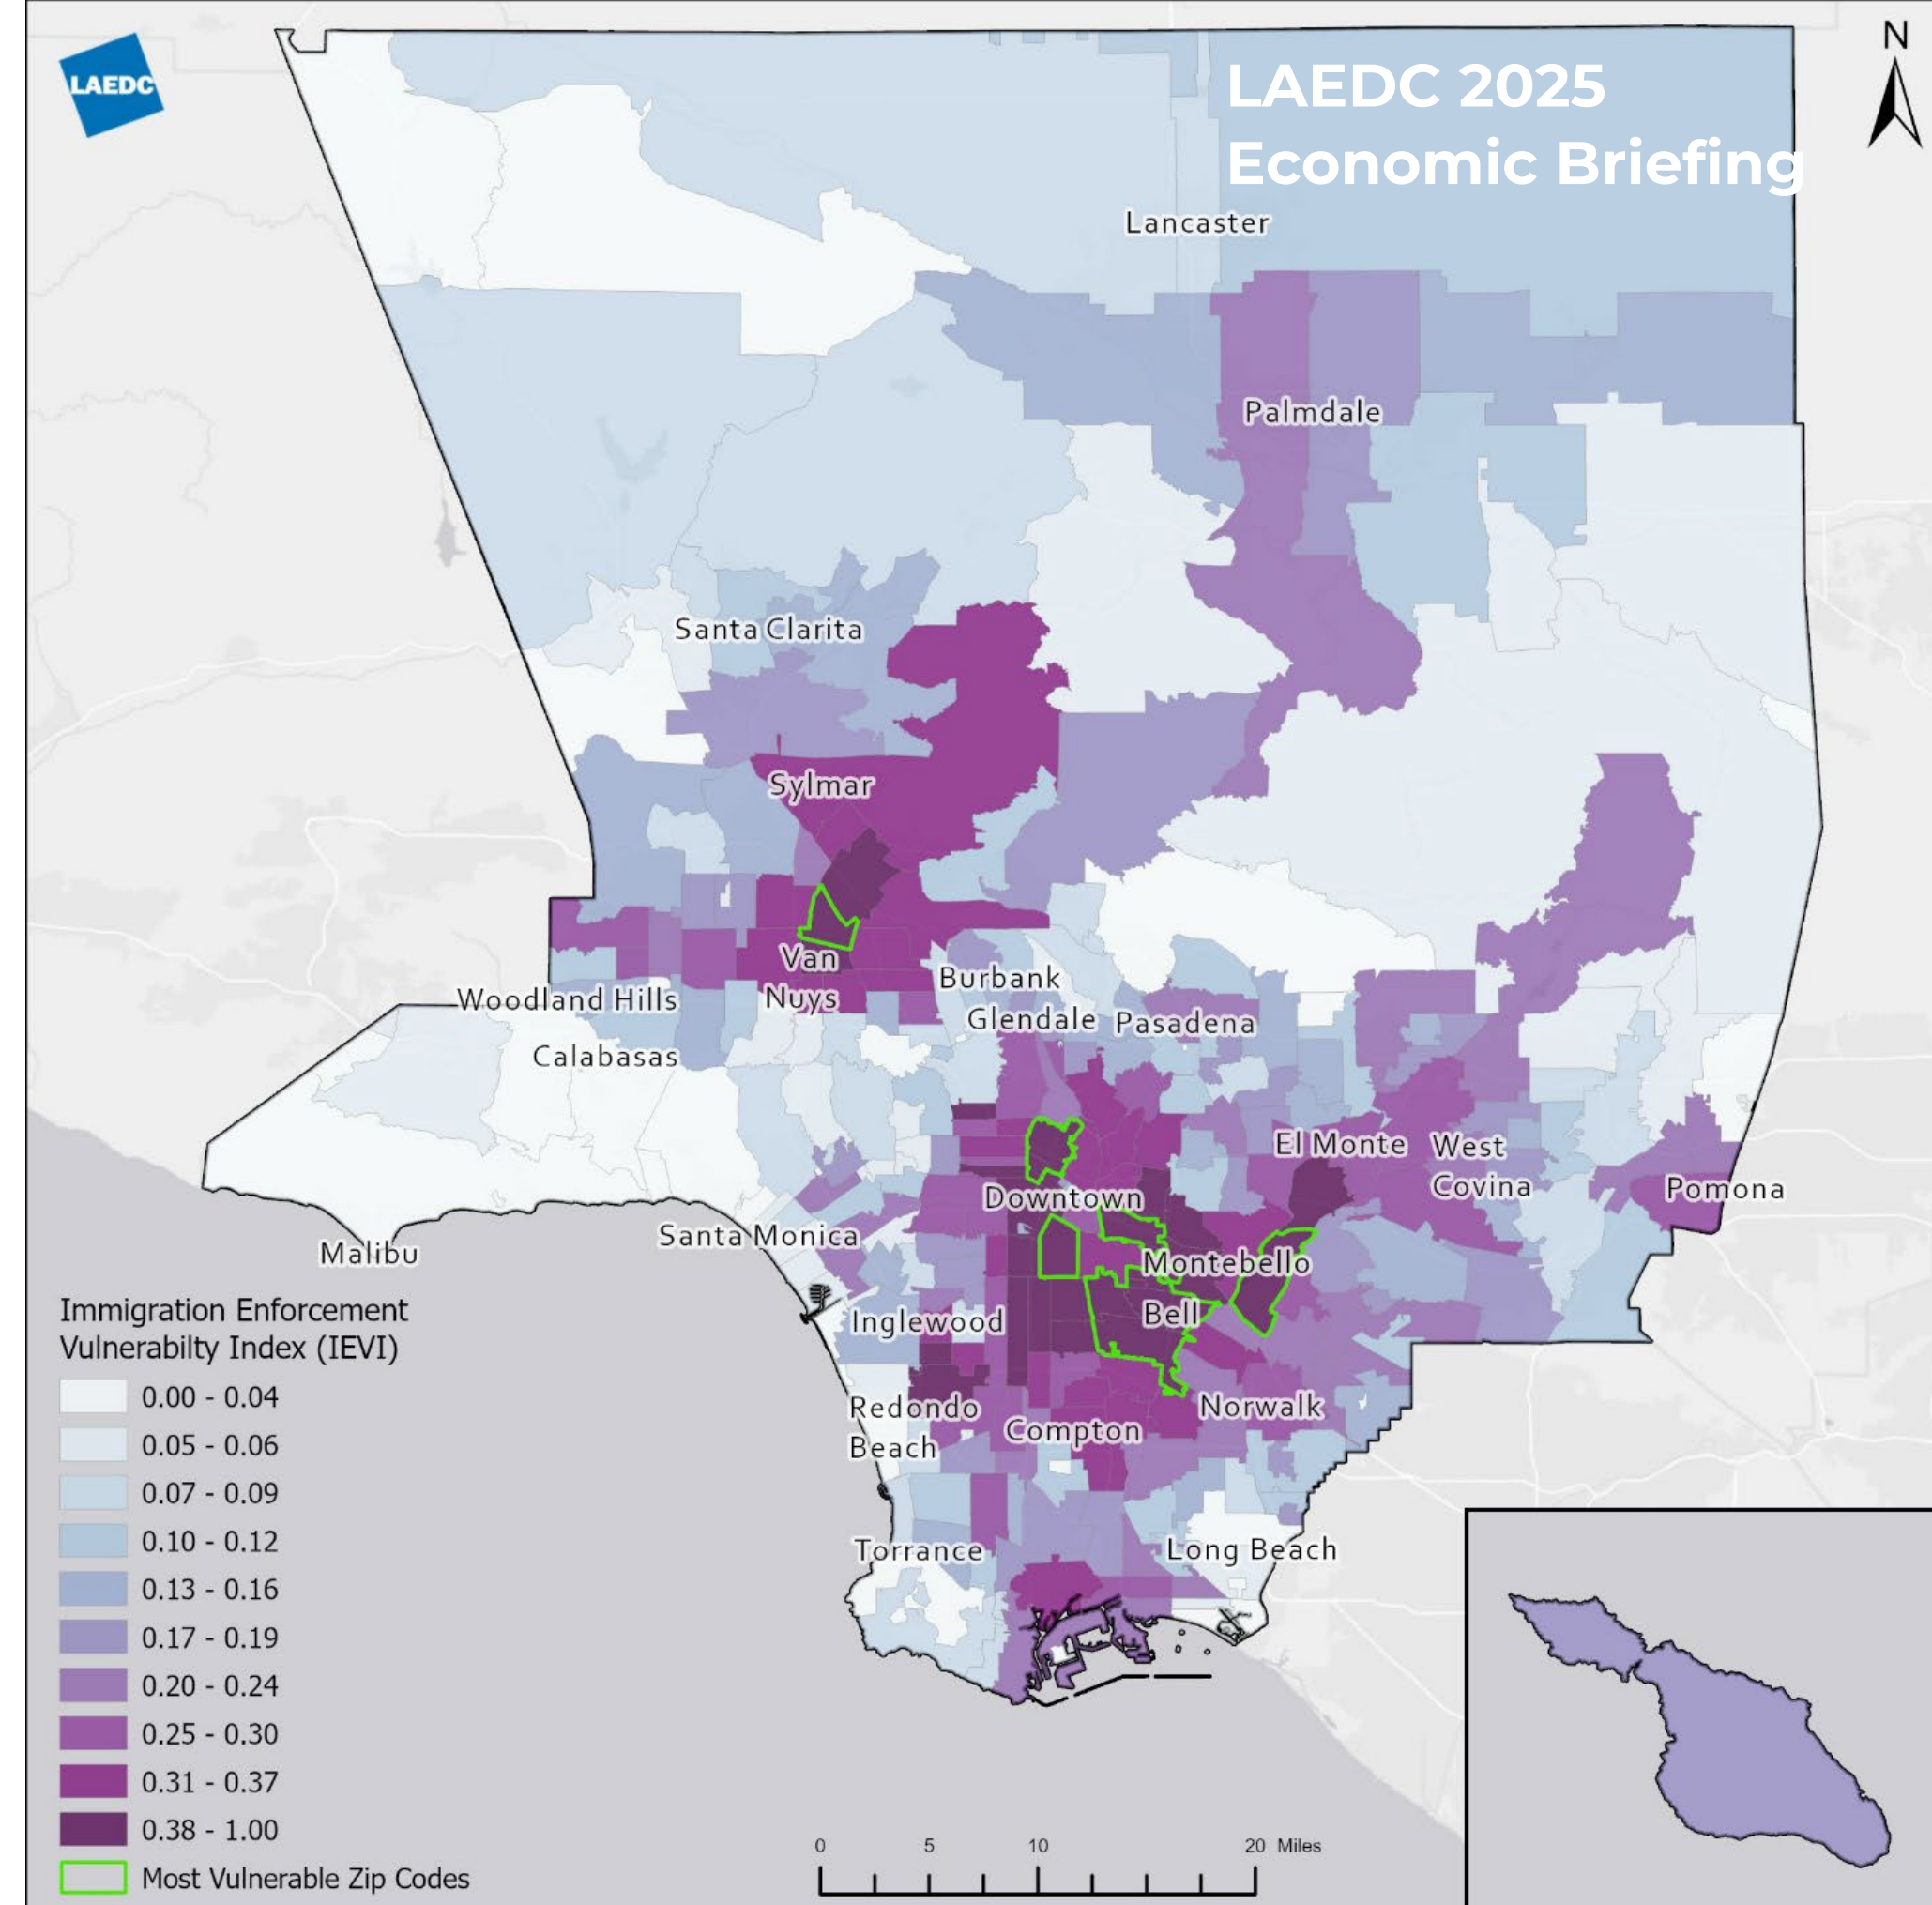 LAEDC
N
LAEDC 2025
Economic Briefing
Lancaster
Palmdale
Santa Clarita
Sylmar
Van
Nuys
Burbank
Woodland Hills
Glendale
Pasadena
Calabasas
El Monte
West
Covina
Pomona
Downtown
Santa Monica
Malibu
Montebello
Bell
Inglewood
Redondo
Beach
Compton
Norwalk
Torrance
Long Beach
Immigration Enforcement
Vulnerabilty Index (IEVI)
0.00 - 0.04
0.05 - 0.06
0.07 - 0.09
0.10 - 0.12
0.13 - 0.16
0.17 - 0.19
0.20 - 0.24
0.25 - 0.30
0.31 - 0.37
0.38 - 1.00
Most Vulnerable Zip Codes
0 5 10 20 Miles